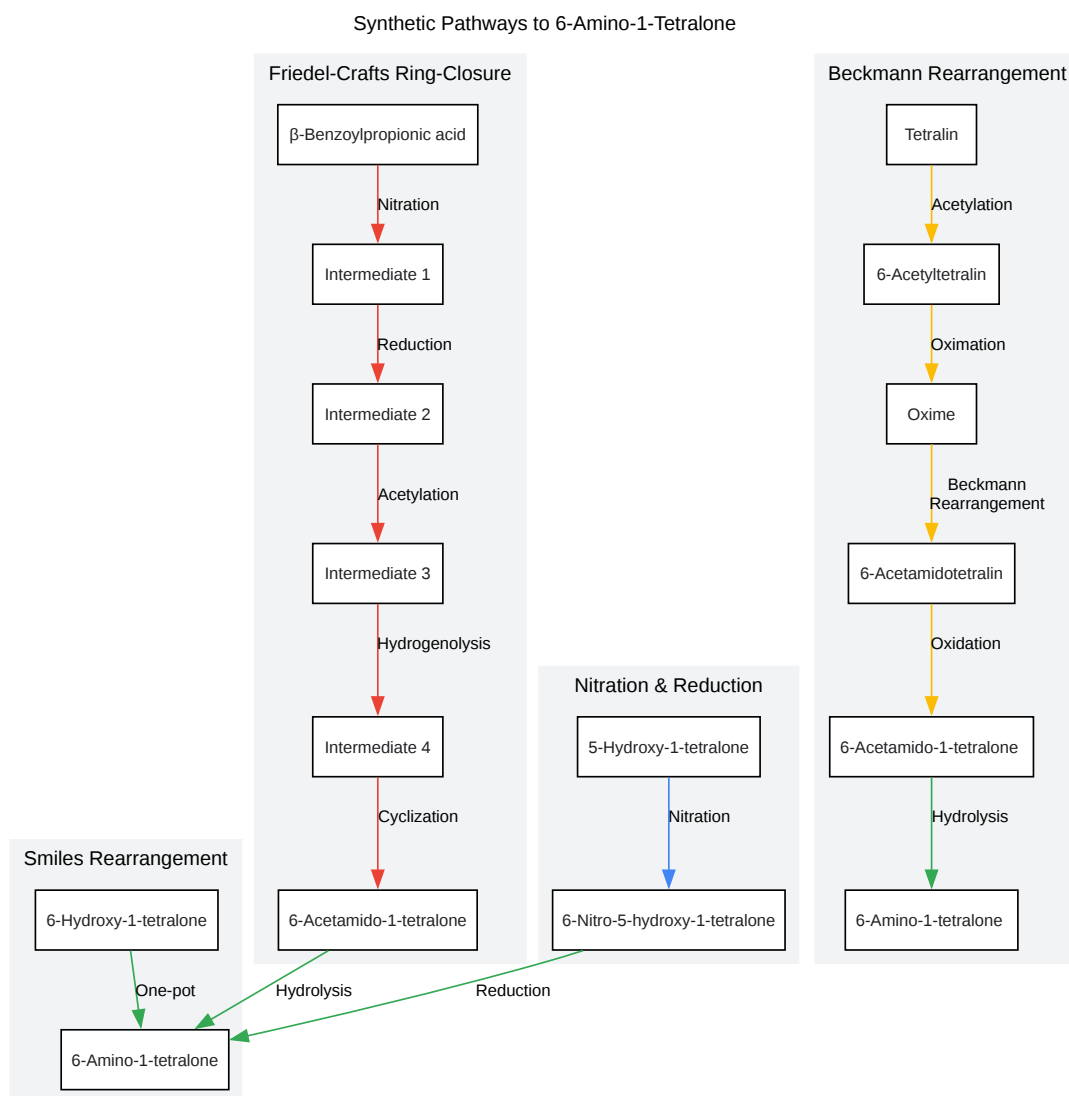 Synthetic Pathways to 6-Amino-1-Tetralone
Friedel-Crafts Ring-Closure
β-Benzoylpropionic acid
Nitration
Intermediate 1
Reduction
Intermediate 2
Acetylation
Intermediate 3
Hydrogenolysis
Intermediate 4
Cyclization
6-Acetamido-1-tetralone
Hydrolysis
Beckmann Rearrangement
Tetralin
Acetylation
6-Acetyltetralin
Oximation
Oxime
Beckmann
Rearrangement
6-Acetamidotetralin
Oxidation
6-Acetamido-1-tetralone
Hydrolysis
6-Amino-1-tetralone
Nitration & Reduction
5-Hydroxy-1-tetralone
Nitration
6-Nitro-5-hydroxy-1-tetralone
Reduction
Smiles Rearrangement
6-Hydroxy-1-tetralone
One-pot
6-Amino-1-tetralone